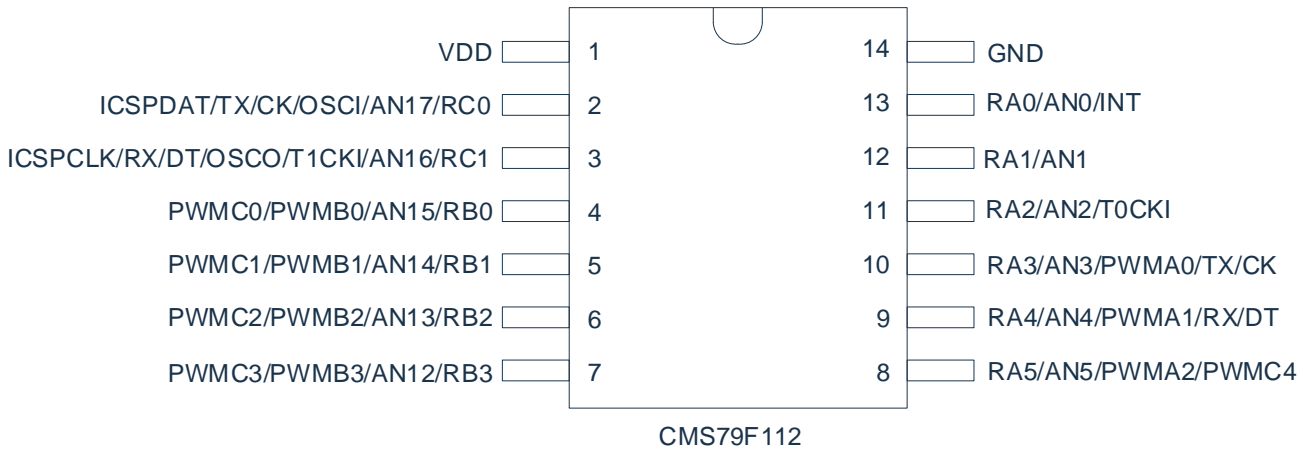 VDD 1 14 GND
ICSPDAT/TX/CK/OSCI/AN17/RC0 2 13 RA0/AN0/INT
ICSPCLK/RX/DT/OSCO/T1CKI/AN16/RC1 3 12 RA1/AN1
PWMC0/PWMB0/AN15/RB0 4 11 RA2/AN2/T0CKI
PWMC1/PWMB1/AN14/RB1 5 10 RA3/AN3/PWMA0/TX/CK
PWMC2/PWMB2/AN13/RB2 6 9 RA4/AN4/PWMA1/RX/DT
PWMC3/PWMB3/AN12/RB3 7 8 RA5/AN5/PWMA2/PWMC4
CMS79F112